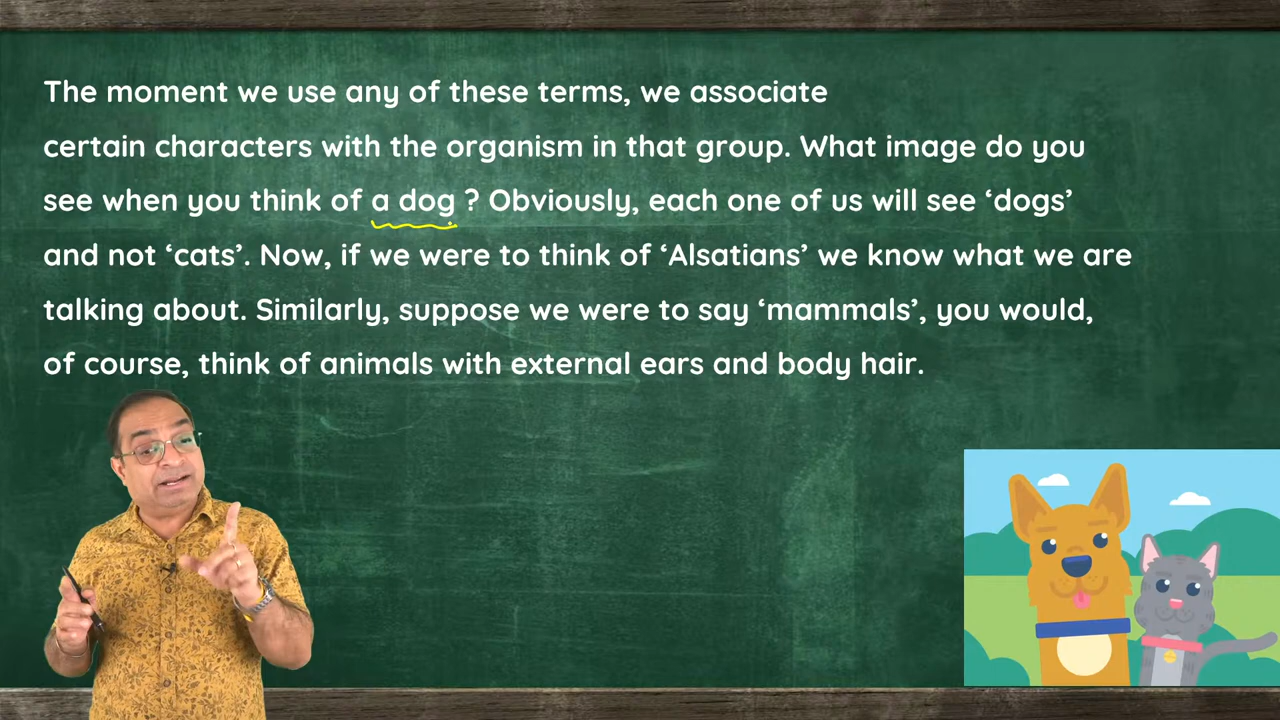 The moment we use any of these terms, we associate
certain characters with the organism in that group. What image do you
see when you think of a dog ? Obviously, each one of us will see ‘dogs’
and not ‘cats’. Now, if we were to think of ‘Alsatians’ we know what we are
talking about. Similarly, suppose we were to say ‘mammals’, you would,
of course, think of animals with external ears and body hair.